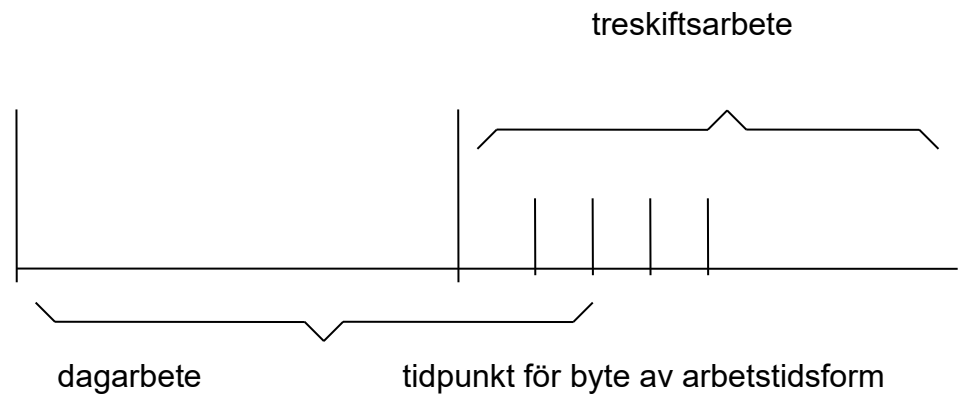 treskiftsarbete
dagarbete
tidpunkt för byte av arbetstidsform